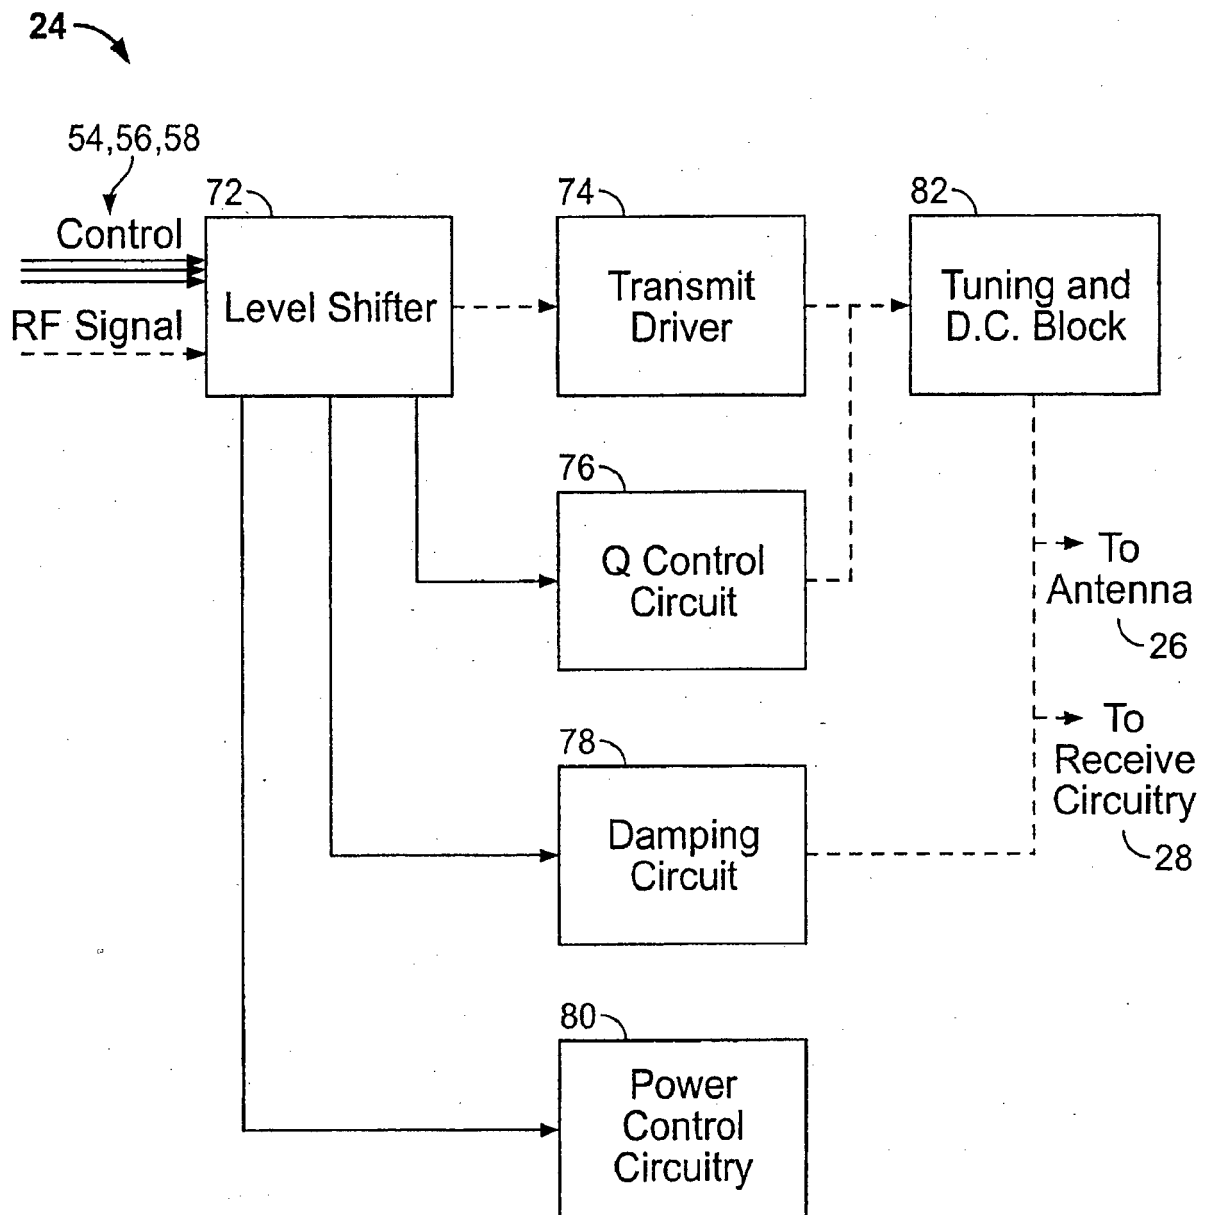 24
54,56,58
Control
RF Signal
72
Level Shifter
74
Transmit
Driver
82
Tuning and
D.C. Block
76
Q Control
Circuit
To
Antenna
26
To
Receive
Circuitry
28
78
Damping
Circuit
80
Power
Control
Circuitry